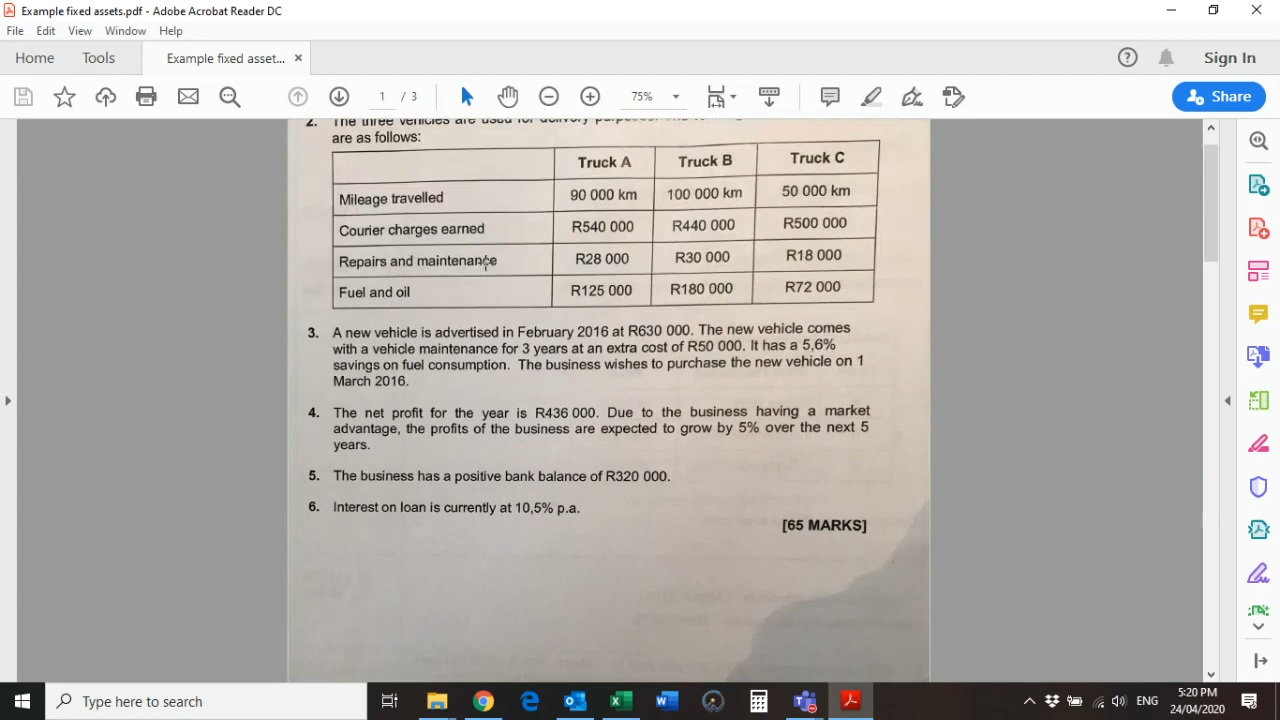 Example fixed assets.pdf - Adobe Acrobat Reader DC
File Edit View Window Help
Home Tools Example fixed asset... Sign In
1 / 3 75% Share
2. The three vehicles are used for delivery
are as follows:
Truck A Truck B Truck C
Mileage travelled 90 000 km 100 000 km 50 000 km
Courier charges earned R540 000 R440 000 R500 000
Repairs and maintenance R28 000 R30 000 R18 000
Fuel and oil R125 000 R180 000 R72 000
3. A new vehicle is advertised in February 2016 at R630 000. The new vehicle comes
with a vehicle maintenance for 3 years at an extra cost of R50 000. It has a 5,6%
savings on fuel consumption. The business wishes to purchase the new vehicle on 1
March 2016.
4. The net profit for the year is R436 000. Due to the business having a market
advantage, the profits of the business are expected to grow by 5% over the next 5
years.
5. The business has a positive bank balance of R320 000.
6. Interest on loan is currently at 10,5% p.a.
[65 MARKS]
Type here to search
ENG
5:20 PM
24/04/2020